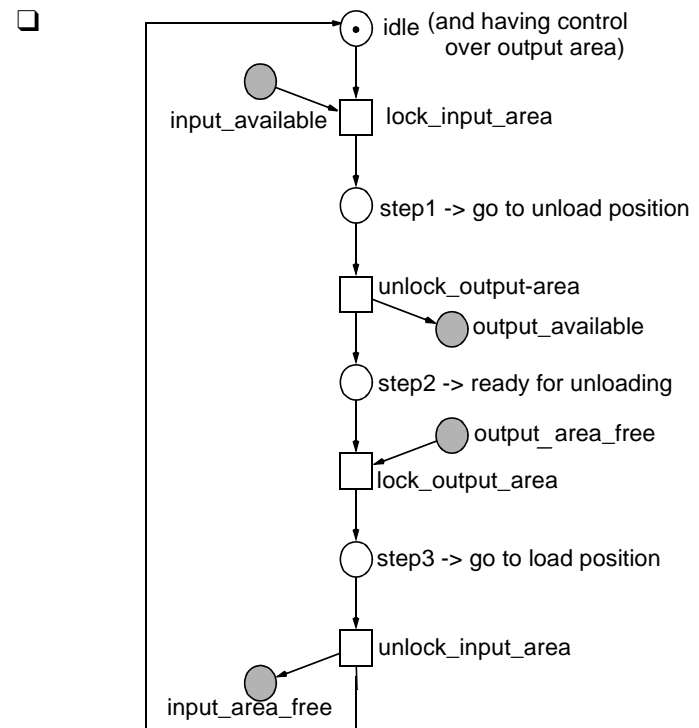 idle (and having control
over output area)
input_available
lock_input_area
step1 -> go to unload position
unlock_output-area
output_available
step2 -> ready for unloading
output_area_free
lock_output_area
step3 -> go to load position
unlock_input_area
input_area_free